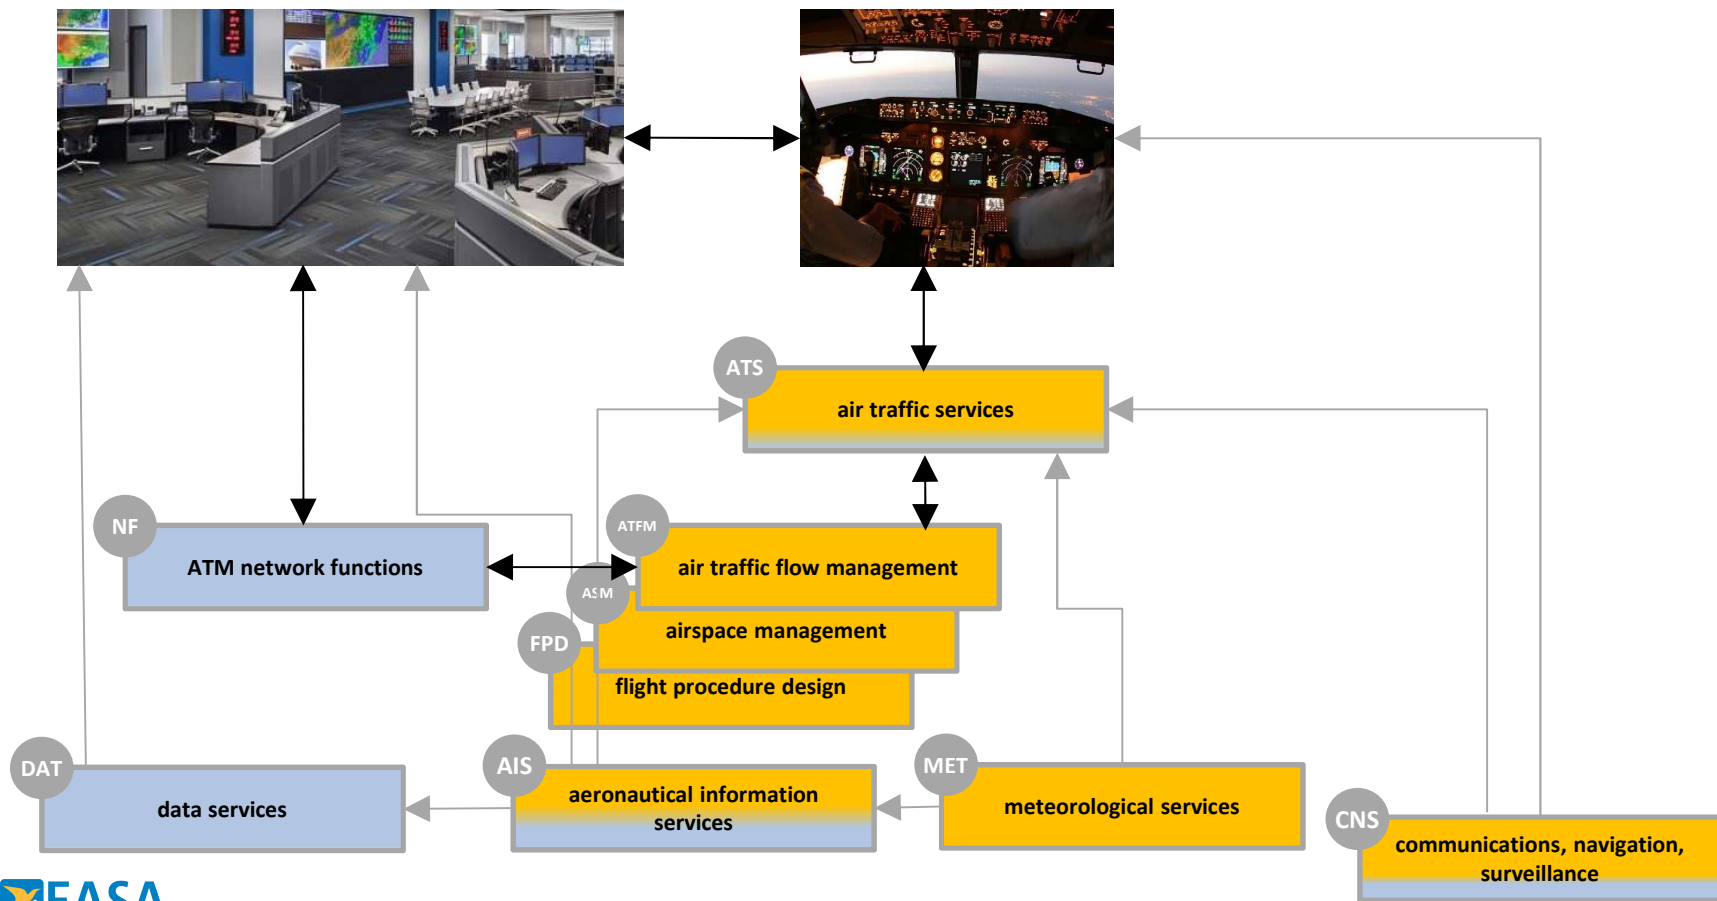 ATS
air traffic services
NF
ATM network functions
ATFM
air traffic flow management
ASM
airspace management
FPD
flight procedure design
DAT
data services
AIS
aeronautical information
services
MET
meteorological services
CNS
communications, navigation,
surveillance
EASA